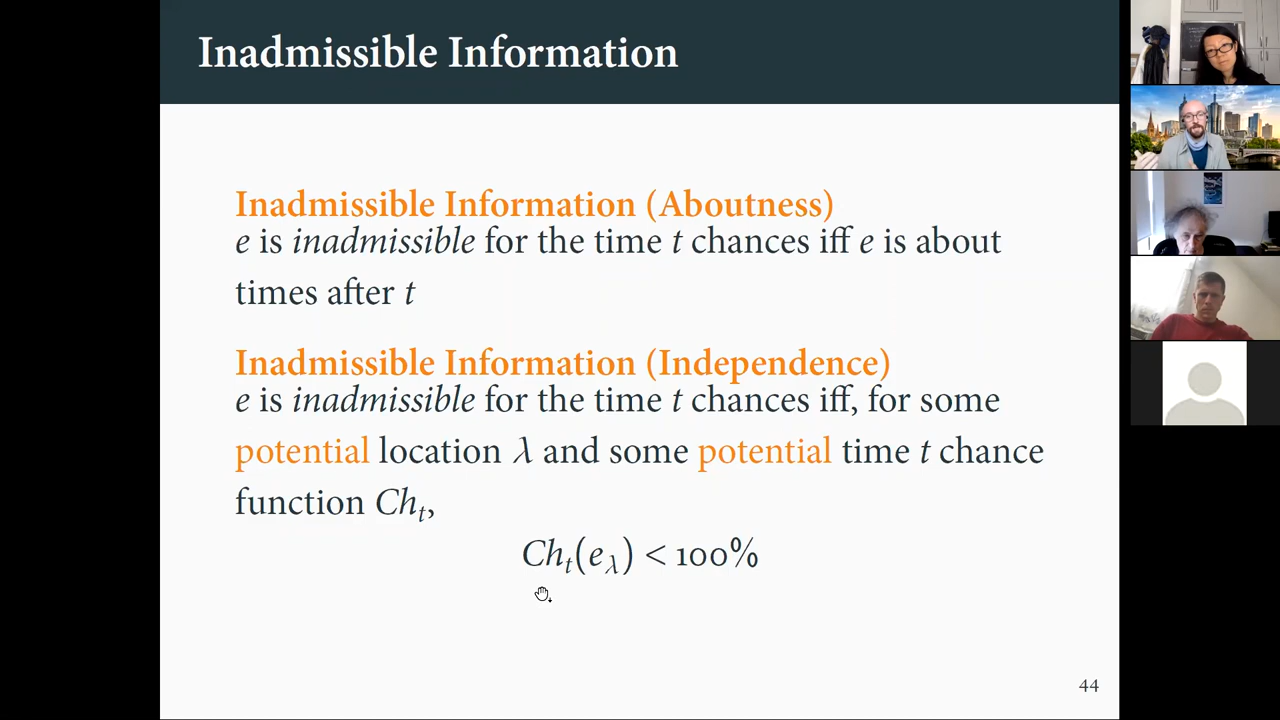 Inadmissible Information
Inadmissible Information (Aboutness)
e is inadmissible for the time t chances iff e is about
times after t
Inadmissible Information (Independence)
e is inadmissible for the time t chances iff, for some
potential location λ and some potential time t chance
function Chₜ,
Chₜ(e_λ) < 100%
44